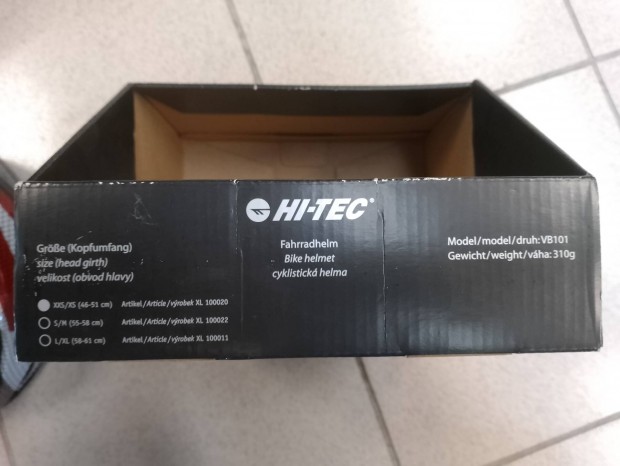 HI-TEC®
Größe (Kopfumfang)
size (head girth)
velikost (obvod hlavy)
Fahrradhelm
Bike helmet
cyklistická helma
Model/model/druh:VB101
Gewicht/weight/váha: 310g
XXS/XS (46-51 cm) Artikel/Article/výrobek XL 100020
S/M (55-58 cm) Artikel/Article/výrobek XL 100022
L/XL (58-61 cm) Artikel/Article/výrobek XL 100011